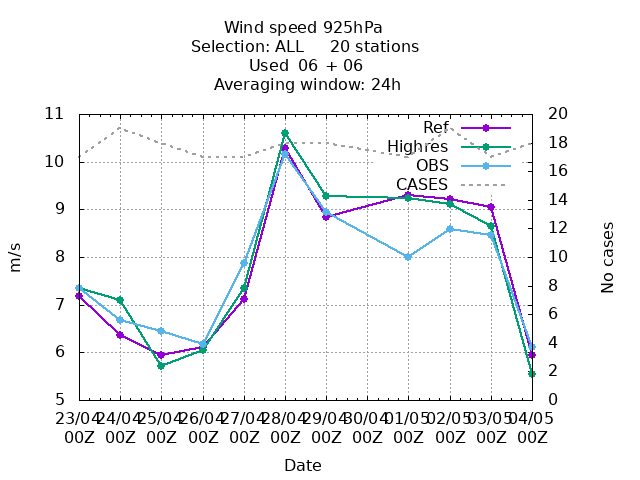 Wind speed 925hPa
Selection: ALL     20 stations
Used  06 + 06
Averaging window: 24h
11
10
9
8
7
6
5
m/s
20
18
16
14
12
10
8
6
4
2
0
No cases
Ref
Highres
OBS
CASES
23/04 24/04 25/04 26/04 27/04 28/04 29/04 30/04 01/05 02/05 03/05 04/05
00Z 00Z 00Z 00Z 00Z 00Z 00Z 00Z 00Z 00Z 00Z 00Z
Date